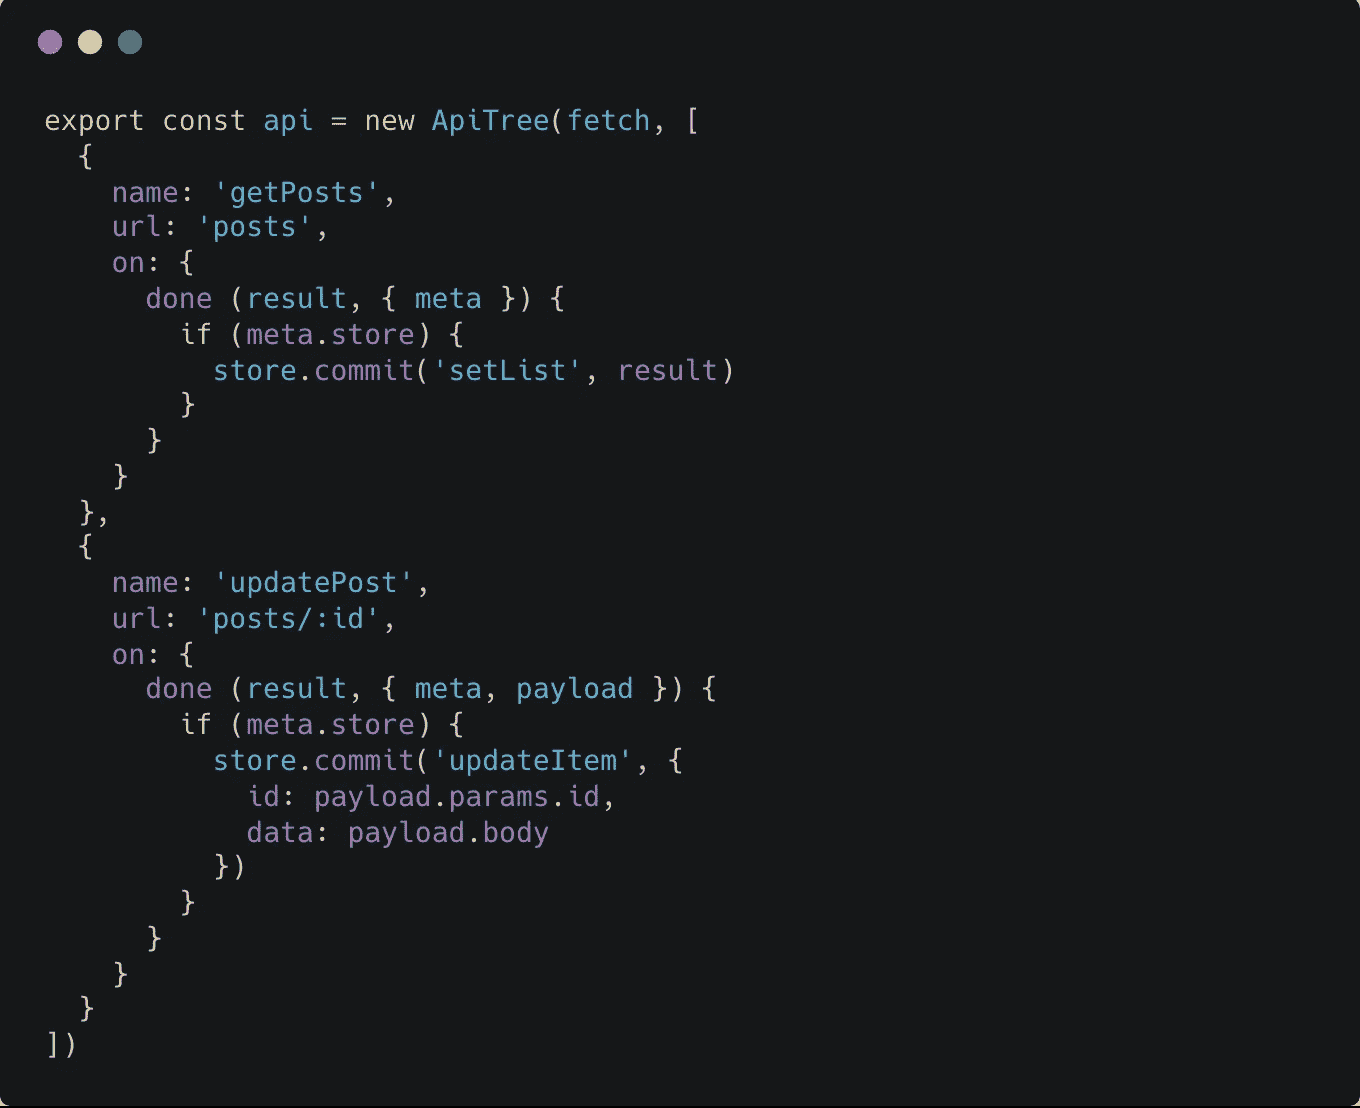 export const api = new ApiTree(fetch, [
  {
    name: 'getPosts',
    url: 'posts',
    on: {
      done (result, { meta }) {
        if (meta.store) {
          store.commit('setList', result)
        }
      }
    }
  },
  {
    name: 'updatePost',
    url: 'posts/:id',
    on: {
      done (result, { meta, payload }) {
        if (meta.store) {
          store.commit('updateItem', {
            id: payload.params.id,
            data: payload.body
          })
        }
      }
    }
  }
])